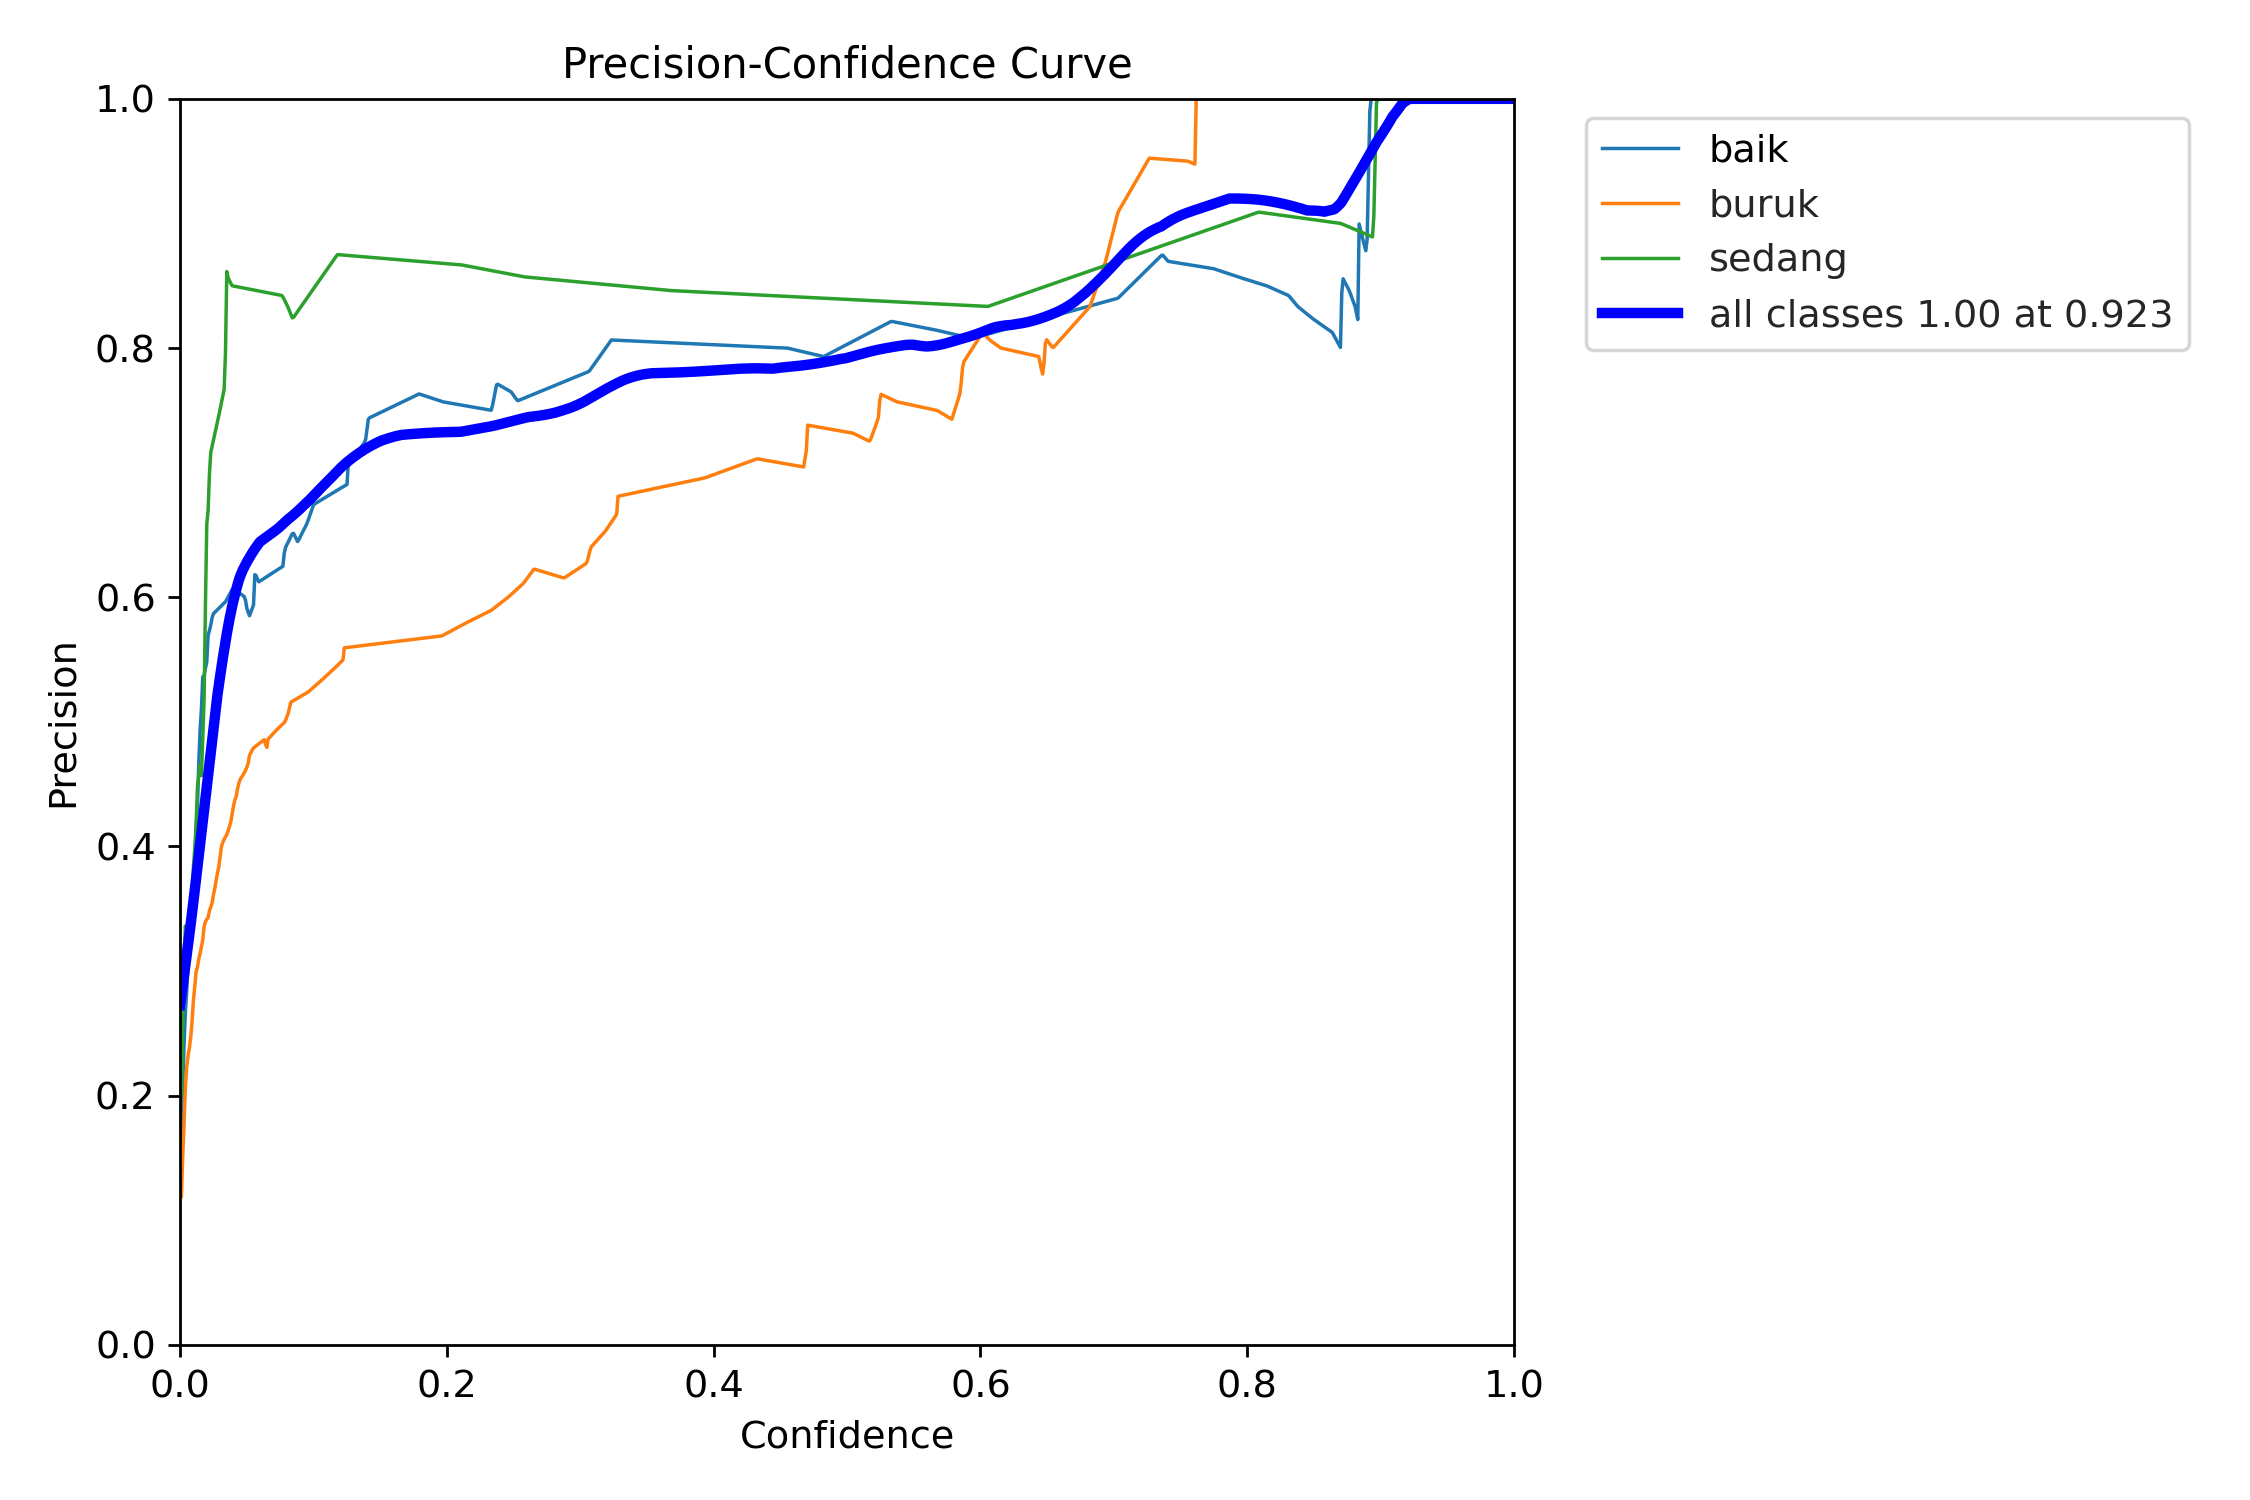 Precision-Confidence Curve
1.0
0.8
0.6
0.4
0.2
0.0
Precision
0.0 0.2 0.4 0.6 0.8 1.0
Confidence
baik
buruk
sedang
all classes 1.00 at 0.923